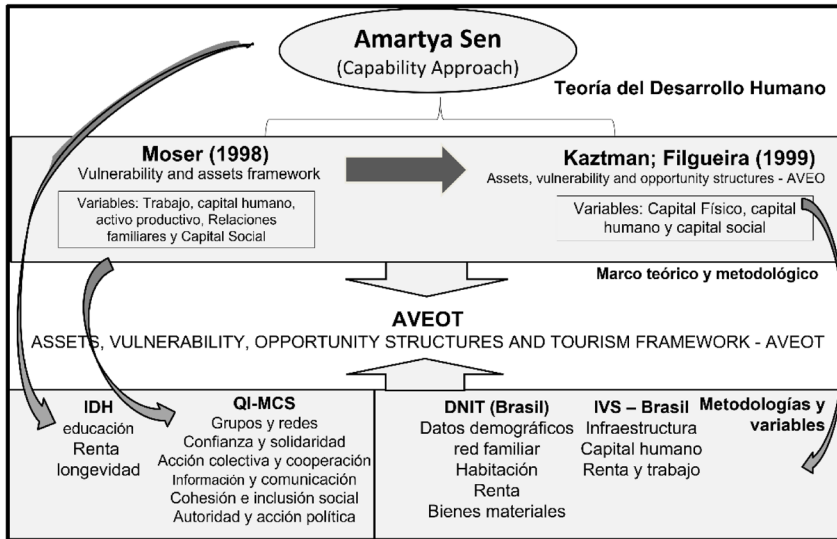 Amartya Sen
(Capability Approach)
Teoría del Desarrollo Humano
Moser (1998)
Vulnerability and assets framework
Variables: Trabajo, capital humano,
activo productivo, Relaciones
familiares y Capital Social
Kaztman; Filgueira (1999)
Assets, vulnerability and opportunity structures - AVEO
Variables: Capital Físico, capital
humano y capital social
Marco teórico y metodológico
AVEOT
ASSETS, VULNERABILITY, OPPORTUNITY STRUCTURES AND TOURISM FRAMEWORK - AVEOT
IDH
educación
Renta
longevidad
QI-MCS
Grupos y redes
Confianza y solidaridad
Acción colectiva y cooperación
Información y comunicación
Cohesión e inclusión social
Autoridad y acción política
DNIT (Brasil)
Datos demográficos
red familiar
Habitación
Renta
Bienes materiales
IVS – Brasil
Infraestructura
Capital humano
Renta y trabajo
Metodologías y
variables